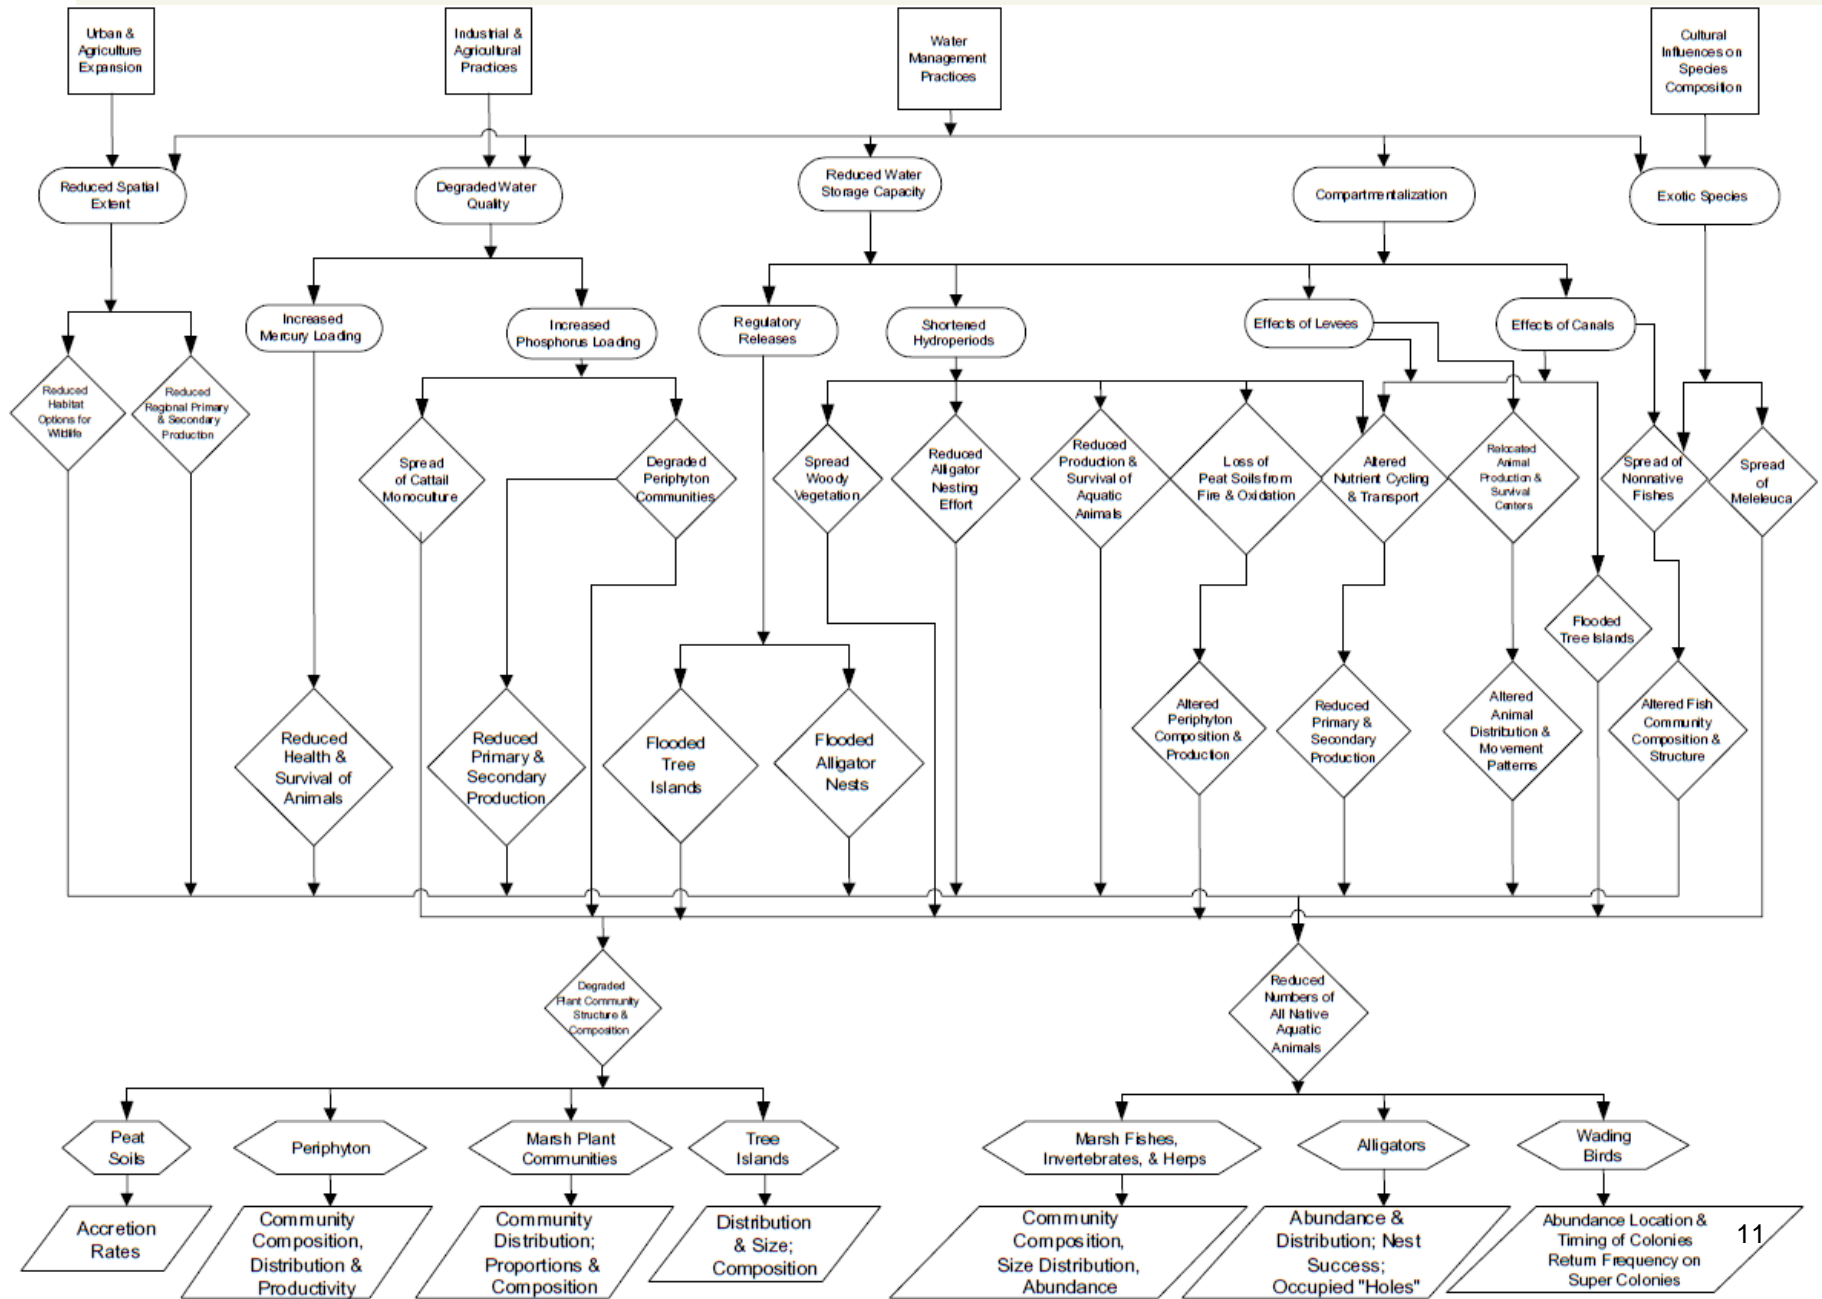 Urban &
Agriculture
Expansion
Industrial &
Agricultural
Practices
Water
Management
Practices
Cultural
Influences on
Species
Composition
Reduced Spatial
Extent
Degraded Water
Quality
Reduced Water
Storage Capacity
Compartmentalization
Exotic Species
Increased
Mercury Loading
Increased
Phosphorus Loading
Regulatory
Releases
Shortened
Hydroperiods
Effects of Levees
Effects of Canals
Reduced
Habitat
Options for
Wildlife
Reduced
Regional Primary
& Secondary
Production
Spread
of Cattail
Monoculture
Degraded
Periphyton
Communities
Spread
Woody
Vegetation
Reduced
Alligator
Nesting
Effort
Reduced
Production &
Survival of
Aquatic
Animals
Loss of
Peat Soils from
Fire & Oxidation
Altered
Nutrient Cycling
& Transport
Relocated
Animal
Production &
Survival
Centers
Spread of
Nonnative
Fishes
Spread
of
Meleleuca
Flooded
Tree Islands
Reduced
Health &
Survival of
Animals
Reduced
Primary &
Secondary
Production
Flooded
Tree
Islands
Flooded
Alligator
Nests
Altered
Periphyton
Composition &
Production
Reduced
Primary &
Secondary
Production
Altered
Animal
Distribution &
Movement
Patterns
Altered Fish
Community
Composition &
Structure
Degraded
Plant Community
Structure &
Composition
Reduced
Numbers of
All Native
Aquatic
Animals
Peat
Soils
Periphyton
Marsh Plant
Communities
Tree
Islands
Marsh Fishes,
Invertebrates, & Herps
Alligators
Wading
Birds
Accretion
Rates
Community
Composition,
Distribution &
Productivity
Community
Distribution;
Proportions &
Composition
Distribution
& Size;
Composition
Community
Composition,
Size Distribution,
Abundance
Abundance &
Distribution; Nest
Success;
Occupied "Holes"
Abundance Location &
Timing of Colonies
Return Frequency on
Super Colonies
11